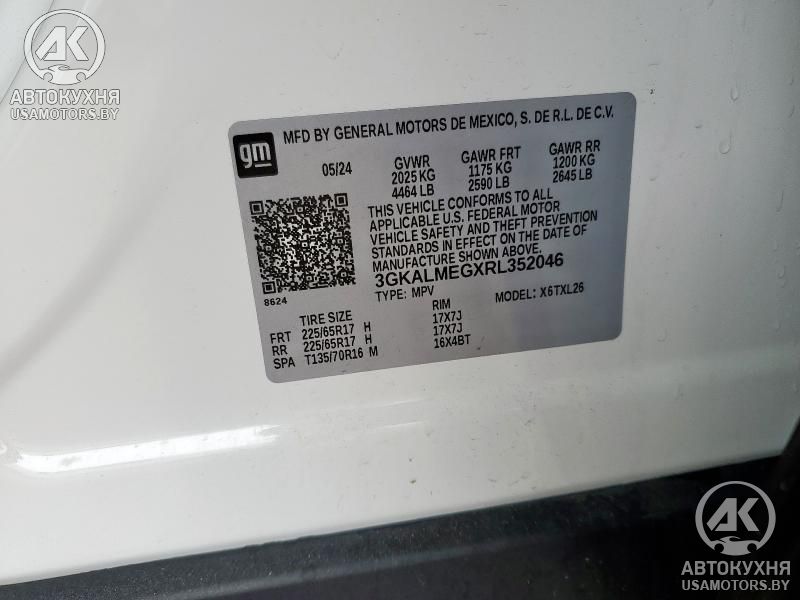 AK
АВТОКУХНЯ
USAMOTORS.BY
gm
MFD BY GENERAL MOTORS DE MEXICO, S. DE R.L. DE C.V.
05/24 GVWR GAWR FRT GAWR RR
2025 KG 1175 KG 1200 KG
4464 LB 2590 LB 2645 LB
THIS VEHICLE CONFORMS TO ALL
APPLICABLE U.S. FEDERAL MOTOR
VEHICLE SAFETY AND THEFT PREVENTION
STANDARDS IN EFFECT ON THE DATE OF
MANUFACTURE SHOWN ABOVE.
3GKALMEGXRL352046
8624
TYPE: MPV MODEL: X6TXL26
TIRE SIZE RIM
FRT 225/65R17 H 17X7J
RR 225/65R17 H 17X7J
SPA T135/70R16 M 16X4BT
AK
АВТОКУХНЯ
USAMOTORS.BY